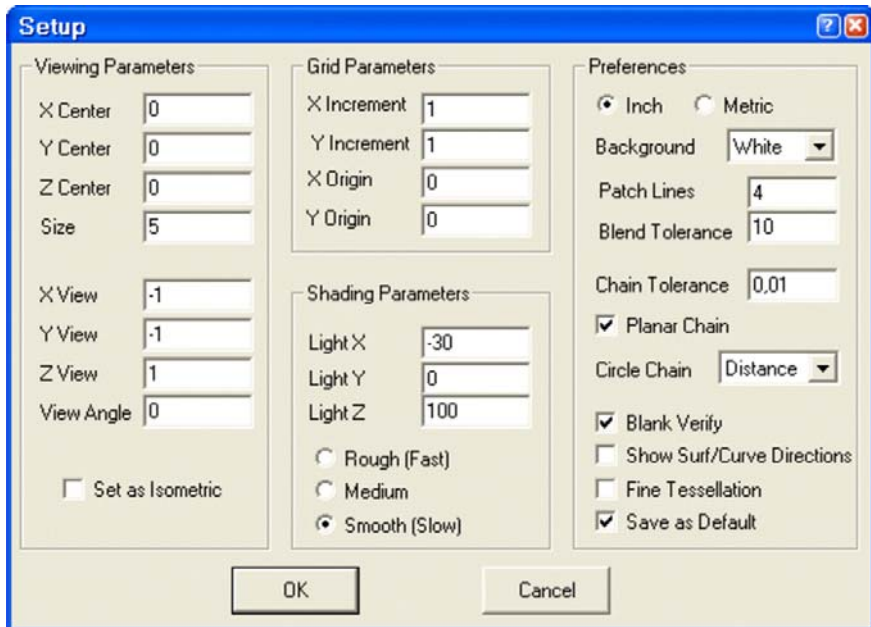 Setup
Viewing Parameters
X Center 0
Y Center 0
Z Center 0
Size 5
X View -1
Y View -1
Z View 1
View Angle 0
Set as Isometric
Grid Parameters
X Increment 1
Y Increment 1
X Origin 0
Y Origin 0
Shading Parameters
Light X -30
Light Y 0
Light Z 100
Rough (Fast)
Medium
Smooth (Slow)
Preferences
Inch Metric
Background White
Patch Lines 4
Blend Tolerance 10
Chain Tolerance 0,01
Planar Chain
Circle Chain Distance
Blank Verify
Show Surf/Curve Directions
Fine Tessellation
Save as Default
OK Cancel